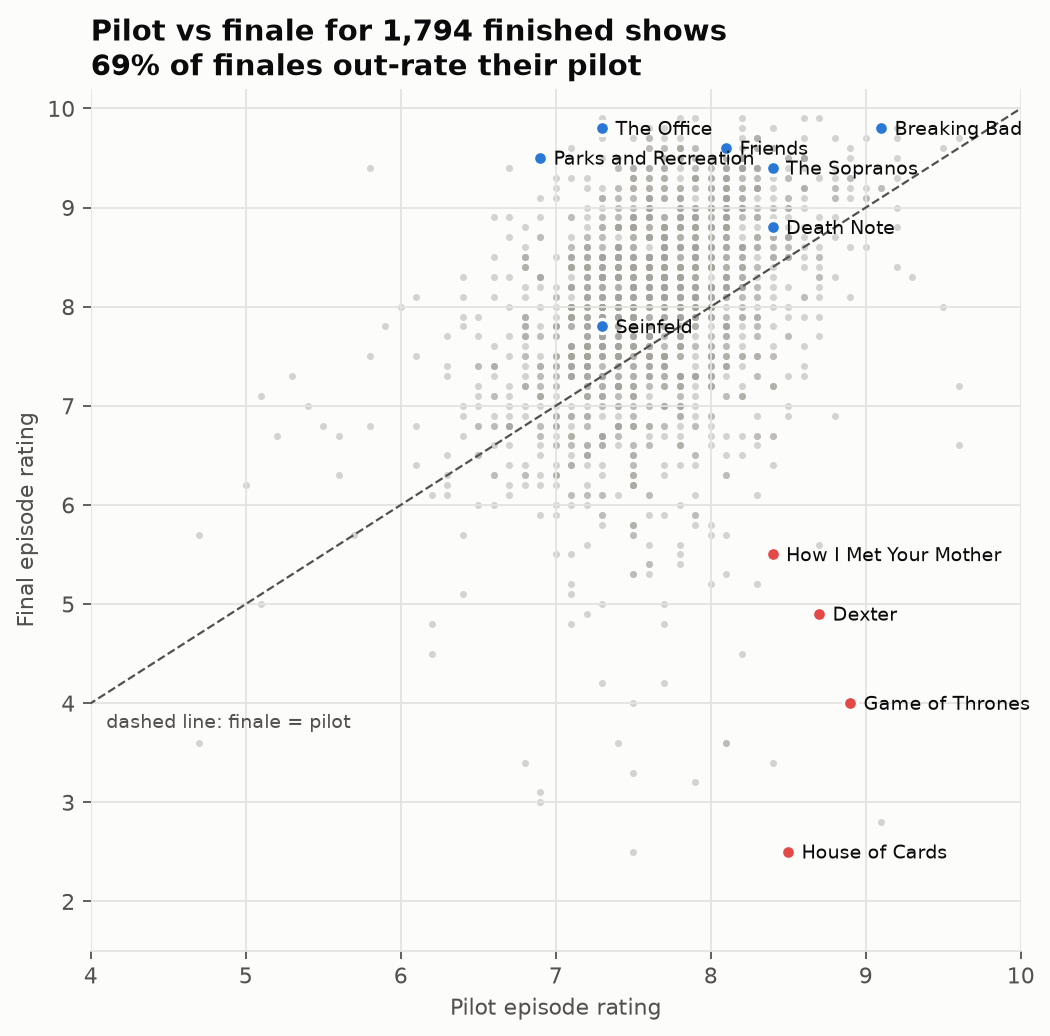 Pilot vs finale for 1,794 finished shows
69% of finales out-rate their pilot
10
9
8
7
6
5
4
3
2
Final episode rating
The Office
Breaking Bad
Friends
Parks and Recreation
The Sopranos
Death Note
Seinfeld
How I Met Your Mother
Dexter
Game of Thrones
dashed line: finale = pilot
House of Cards
4
5
6
7
8
9
10
Pilot episode rating